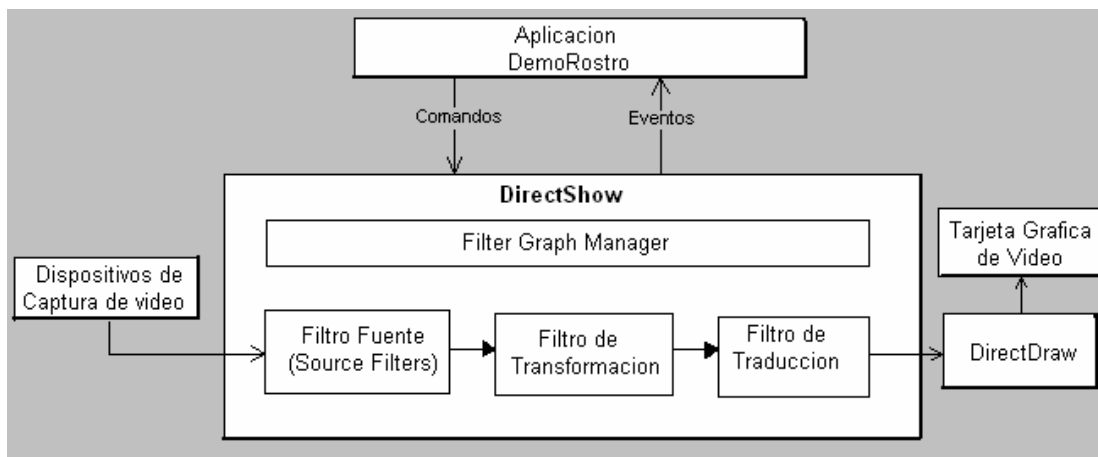 Aplicacion
DemoRostro
Comandos
Eventos
DirectShow
Filter Graph Manager
Tarjeta Grafica
de Video
Dispositivos de
Captura de video
Filtro Fuente
(Source Filters)
Filtro de
Transformacion
Filtro de
Traduccion
DirectDraw